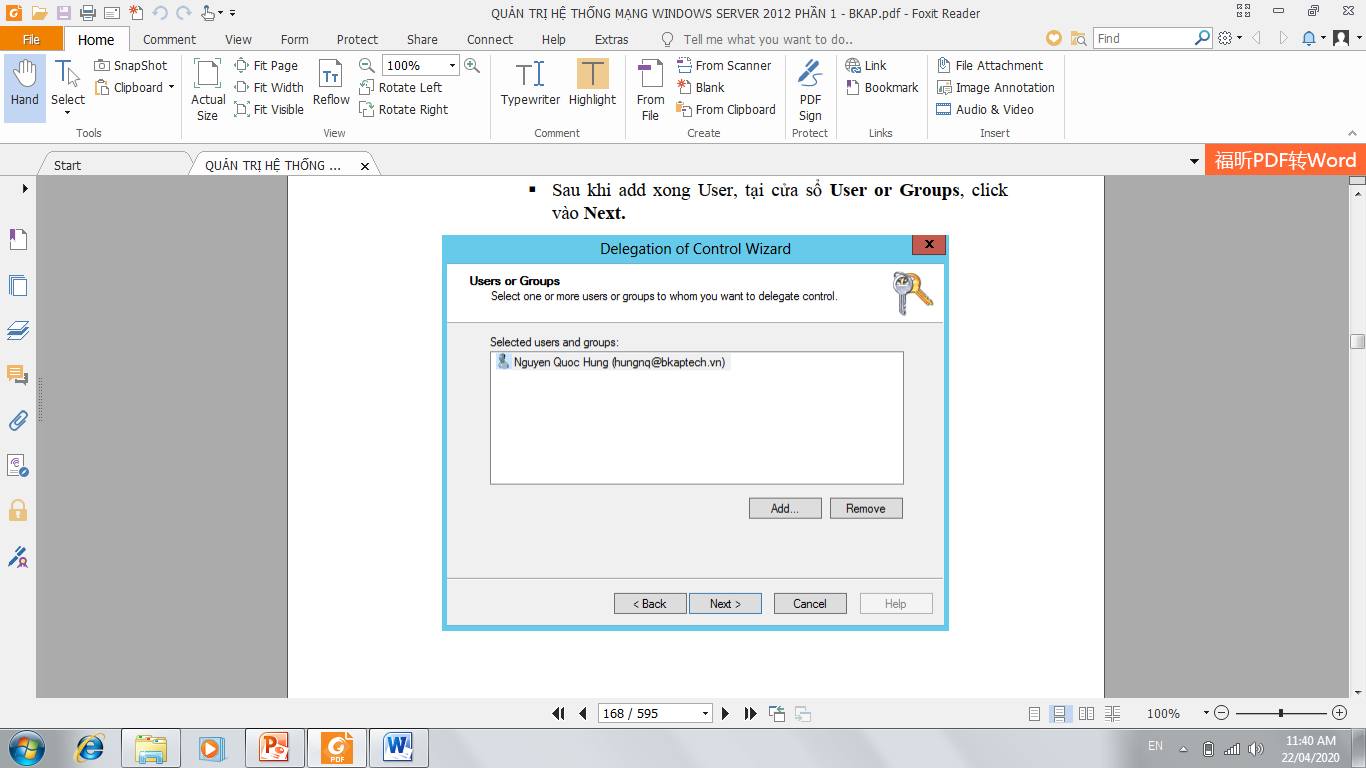 QUẢN TRỊ HỆ THỐNG MẠNG WINDOWS SERVER 2012 PHẦN 1 - BKAP.pdf - Foxit Reader
File Home Comment View Form Protect Share Connect Help Extras Tell me what you want to do.. Find
Hand
Select
SnapShot
Clipboard
Tools
Actual Size
Fit Page
Fit Width
Fit Visible
Reflow
100%
Rotate Left
Rotate Right
View
Typewriter
Highlight
Comment
From File
From Scanner
Blank
From Clipboard
Create
PDF Sign
Protect
Link
Bookmark
Links
File Attachment
Image Annotation
Audio & Video
Insert
Start
QUẢN TRỊ HỆ THỐNG ...
福昕PDF转Word
▪ Sau khi add xong User, tại cửa sổ User or Groups, click
vào Next.
Delegation of Control Wizard
x
Users or Groups
Select one or more users or groups to whom you want to delegate control.
Selected users and groups:
Nguyen Quoc Hung (hungnq@bkaptech.vn)
Add...
Remove
< Back
Next >
Cancel
Help
168 / 595
100%
EN
11:40 AM
22/04/2020